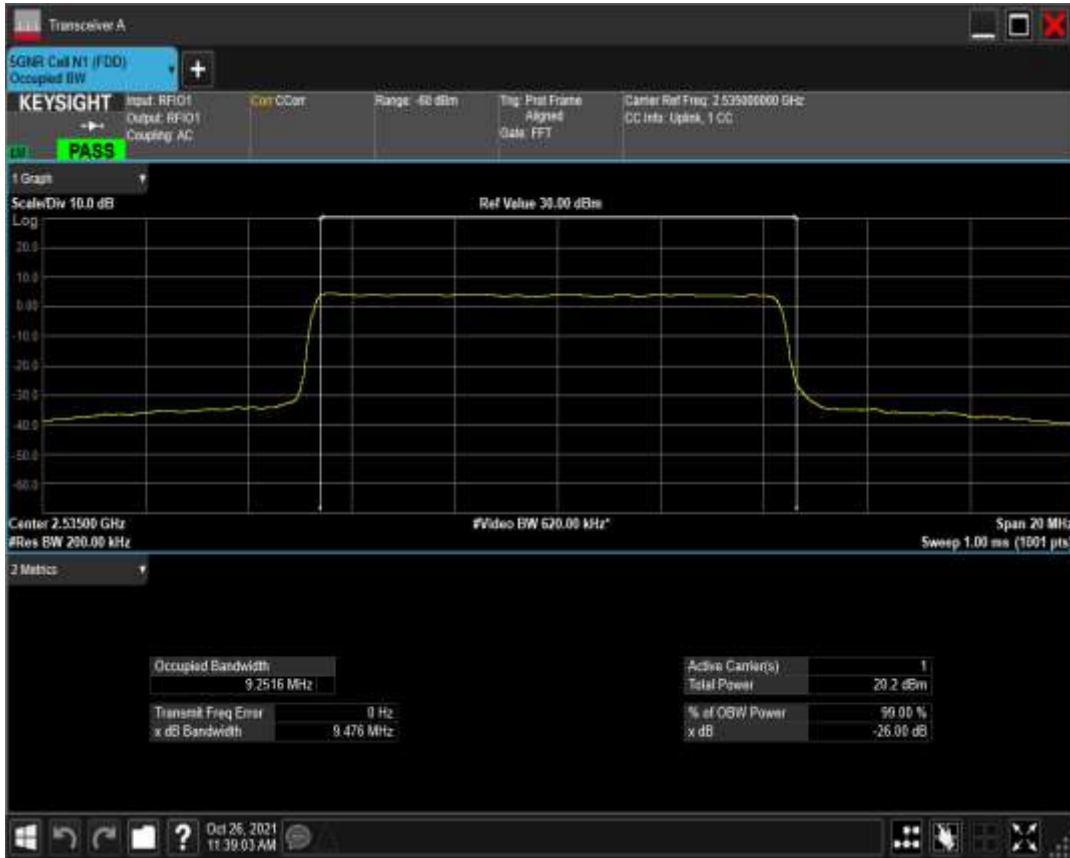 Transceiver A
5GNR Cell N1 (FDD)
Occupied BW
KEYSIGHT
Input: RFIO1
Output: RFIO1
Coupling: AC
Corr CCorr
Range: -60 dBm
Trig: Prot Frame
Aligned
Gate: FFT
Carrier Ref Freq: 2.535000000 GHz
CC Info: Uplink, 1 CC
PASS
1 Graph
Scale/Div 10.0 dB
Ref Value 30.00 dBm
Log
20.0
10.0
0.00
-10.0
-20.0
-30.0
-40.0
-50.0
-60.0
Center 2.53500 GHz
#Video BW 620.00 kHz*
Span 20 MHz
#Res BW 200.00 kHz
Sweep 1.00 ms (1001 pts)
2 Metrics
Occupied Bandwidth
9.2516 MHz
Active Carrier(s) 1
Total Power 20.2 dBm
Transmit Freq Error 0 Hz
x dB Bandwidth 9.476 MHz
% of OBW Power 99.00 %
x dB -26.00 dB
?
Oct 26, 2021
11:39:03 AM